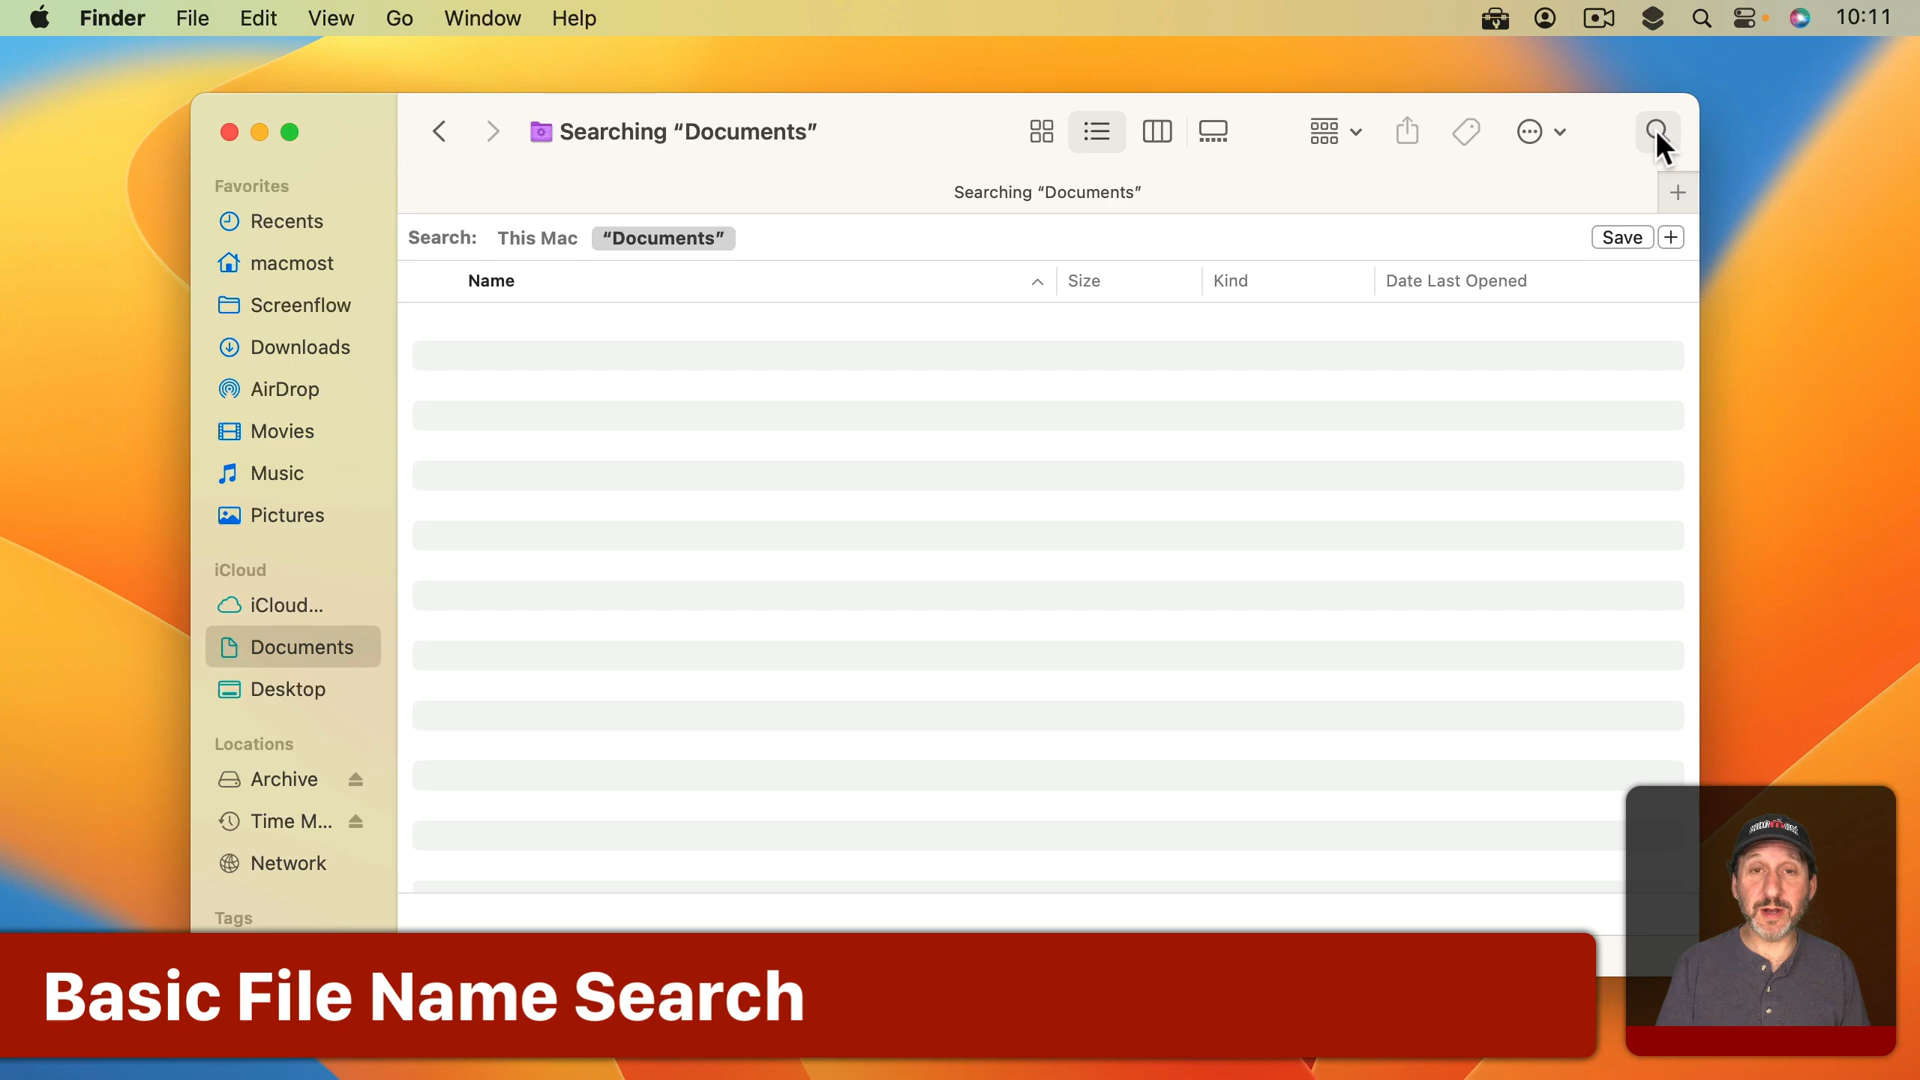 Finder File Edit View Go Window Help 10:11
Searching “Documents”
Searching “Documents”
Search: This Mac “Documents” Save
Name Size Kind Date Last Opened
Favorites
Recents
macmost
Screenflow
Downloads
AirDrop
Movies
Music
Pictures
iCloud
iCloud...
Documents
Desktop
Locations
Archive
Time M...
Network
Tags
Basic File Name Search